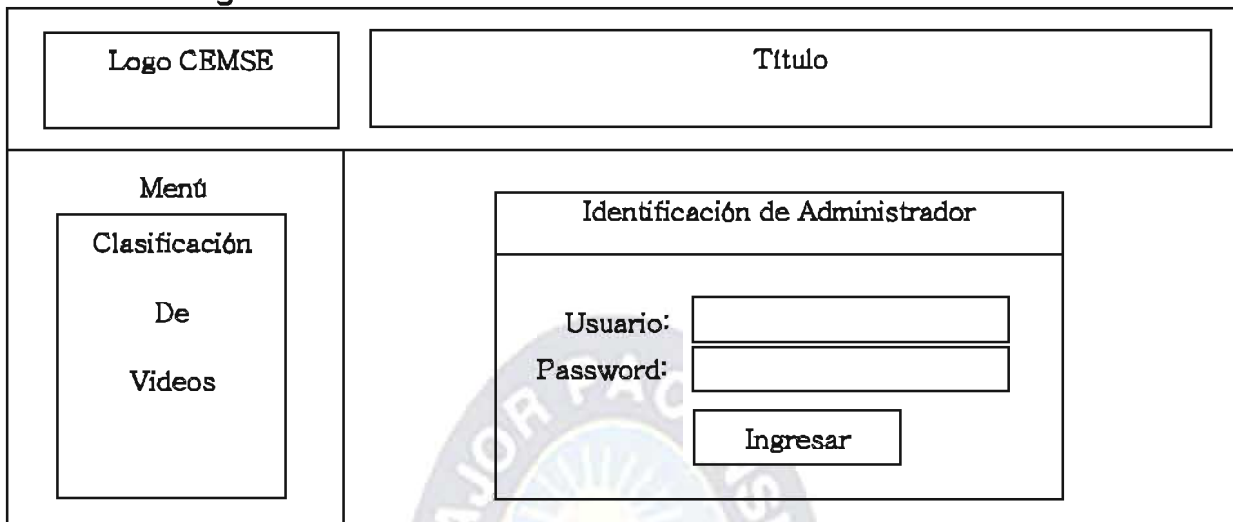 Logo CEMSE
Título
Menú
Clasificación
De
Videos
Identificación de Administrador
Usuario:
Password:
Ingresar